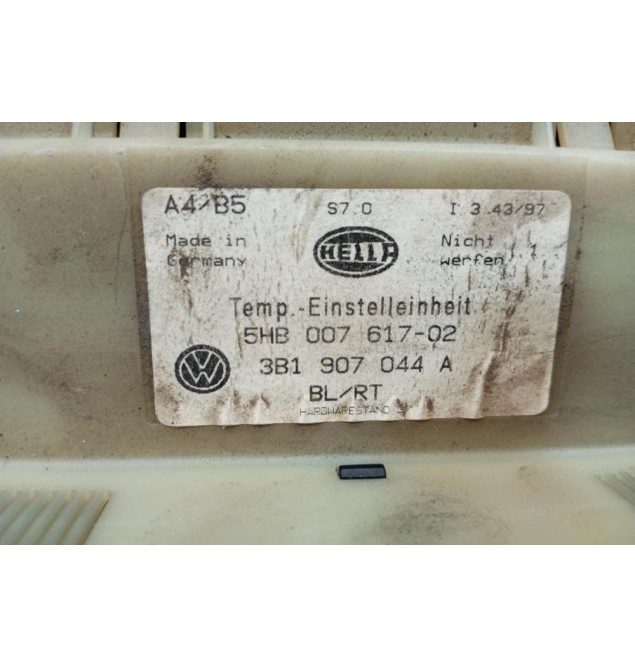 A4/B5 S7.0 I 3.43/97
Made in Germany HELLA Nicht werfen
Temp.-Einstelleinheit
5HB 007 617-02
VW 3B1 907 044 A
BL/RT
HARDWARESTAND